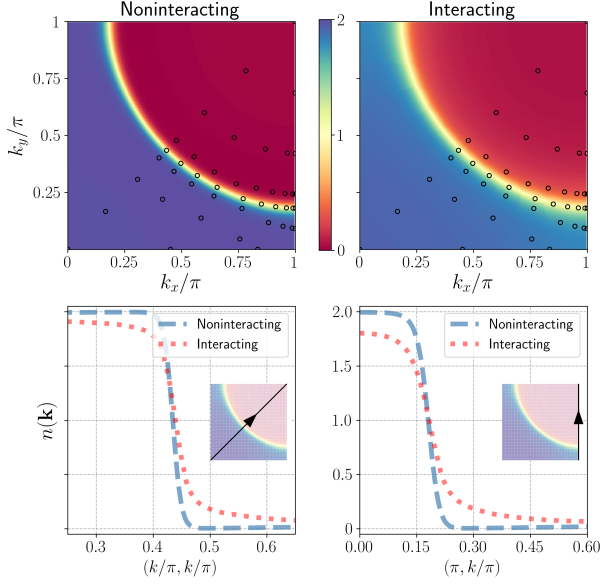 Noninteracting
Interacting
1
0.75
0.5
0.25
0
0
0.25
0.5
0.75
1
k_y/π
k_x/π
2
1
0
0
0.25
0.5
0.75
1
k_x/π
Noninteracting
Interacting
n(k)
0.3
0.4
0.5
0.6
(k/π, k/π)
Noninteracting
Interacting
2.0
1.5
1.0
0.5
0
0.00
0.15
0.30
0.45
0.60
(π, k/π)